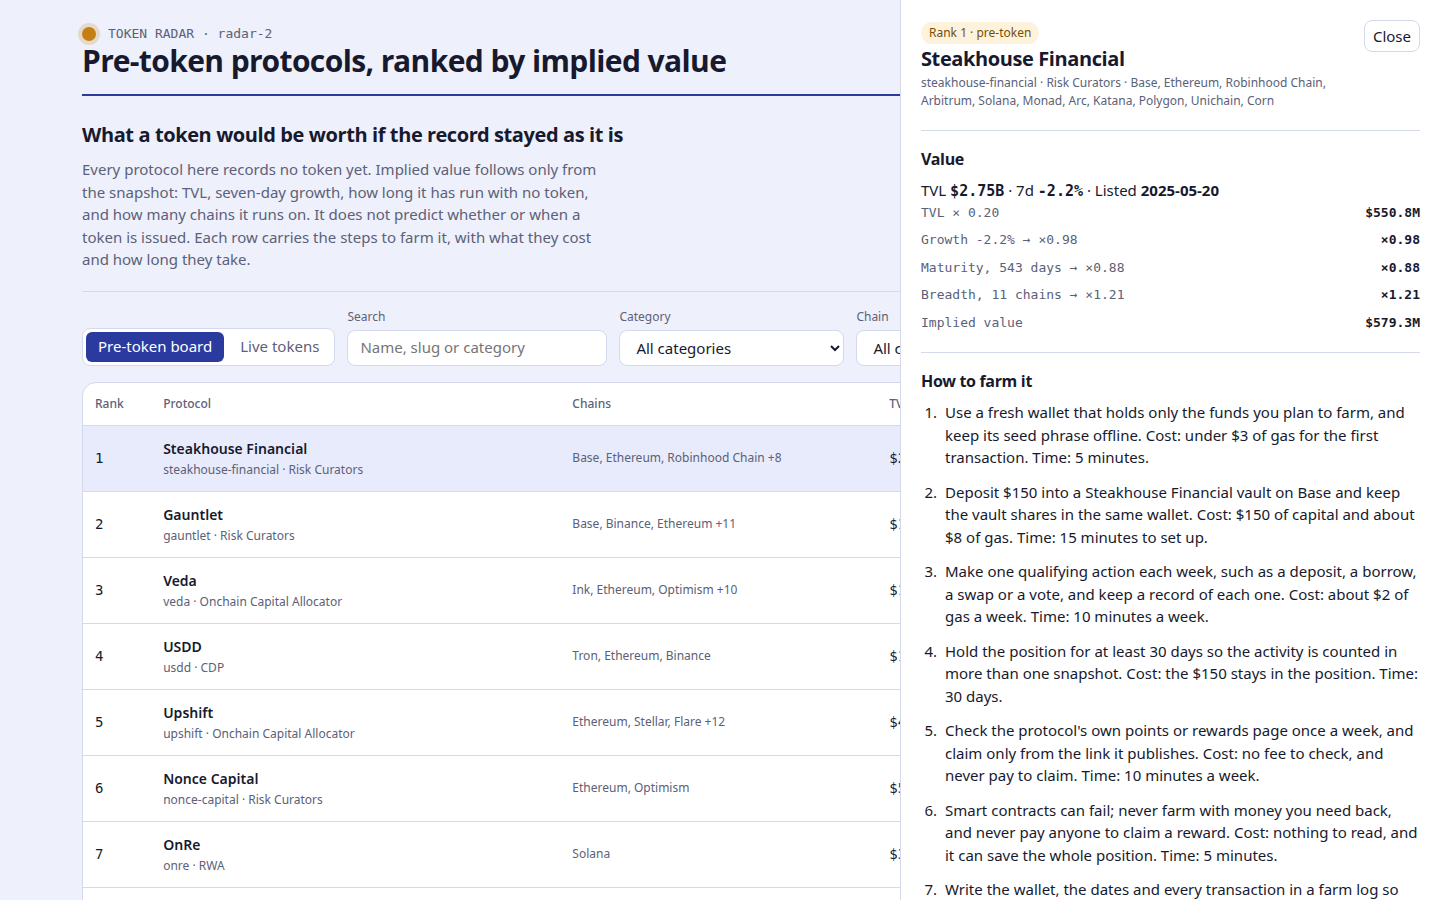 TOKEN RADAR · radar-2
Pre-token protocols, ranked by implied value
What a token would be worth if the record stayed as it is
Every protocol here records no token yet. Implied value follows only from
the snapshot: TVL, seven-day growth, how long it has run with no token,
and how many chains it runs on. It does not predict whether or when a
token is issued. Each row carries the steps to farm it, with what they cost
and how long they take.
Pre-token board
Live tokens
Search
Name, slug or category
Category
All categories
Chain
All
Rank
Protocol
Chains
1
Steakhouse Financial
steakhouse-financial · Risk Curators
Base, Ethereum, Robinhood Chain +8
2
Gauntlet
gauntlet · Risk Curators
Base, Binance, Ethereum +11
3
Veda
veda · Onchain Capital Allocator
Ink, Ethereum, Optimism +10
4
USDD
usdd · CDP
Tron, Ethereum, Binance
5
Upshift
upshift · Onchain Capital Allocator
Ethereum, Stellar, Flare +12
6
Nonce Capital
nonce-capital · Risk Curators
Ethereum, Optimism
7
OnRe
onre · RWA
Solana
Rank 1 · pre-token
Close
Steakhouse Financial
steakhouse-financial · Risk Curators · Base, Ethereum, Robinhood Chain,
Arbitrum, Solana, Monad, Arc, Katana, Polygon, Unichain, Corn
Value
TVL $2.75B · 7d -2.2% · Listed 2025-05-20
TVL × 0.20 $550.8M
Growth -2.2% → ×0.98 ×0.98
Maturity, 543 days → ×0.88 ×0.88
Breadth, 11 chains → ×1.21 ×1.21
Implied value $579.3M
How to farm it
1. Use a fresh wallet that holds only the funds you plan to farm, and
keep its seed phrase offline. Cost: under $3 of gas for the first
transaction. Time: 5 minutes.
2. Deposit $150 into a Steakhouse Financial vault on Base and keep
the vault shares in the same wallet. Cost: $150 of capital and about
$8 of gas. Time: 15 minutes to set up.
3. Make one qualifying action each week, such as a deposit, a borrow,
a swap or a vote, and keep a record of each one. Cost: about $2 of
gas a week. Time: 10 minutes a week.
4. Hold the position for at least 30 days so the activity is counted in
more than one snapshot. Cost: the $150 stays in the position. Time:
30 days.
5. Check the protocol's own points or rewards page once a week, and
claim only from the link it publishes. Cost: no fee to check, and
never pay to claim. Time: 10 minutes a week.
6. Smart contracts can fail; never farm with money you need back,
and never pay anyone to claim a reward. Cost: nothing to read, and
it can save the whole position. Time: 5 minutes.
7. Write the wallet, the dates and every transaction in a farm log so